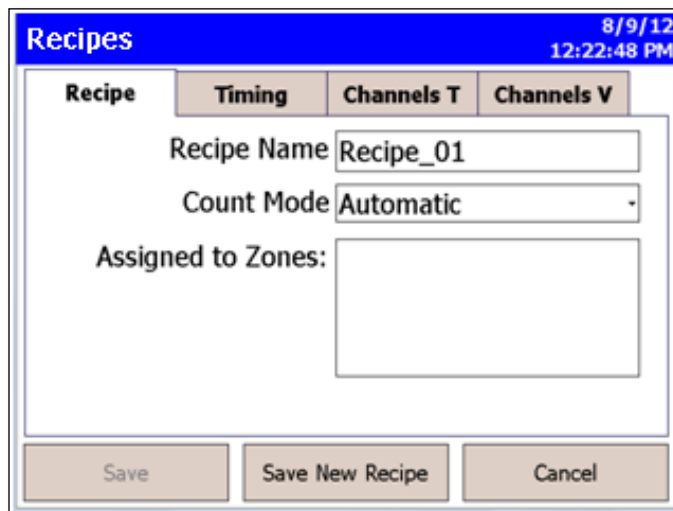 Recipes
8/9/12
12:22:48 PM
Recipe Timing Channels T Channels V
Recipe Name Recipe_01
Count Mode Automatic
Assigned to Zones:
Save Save New Recipe Cancel